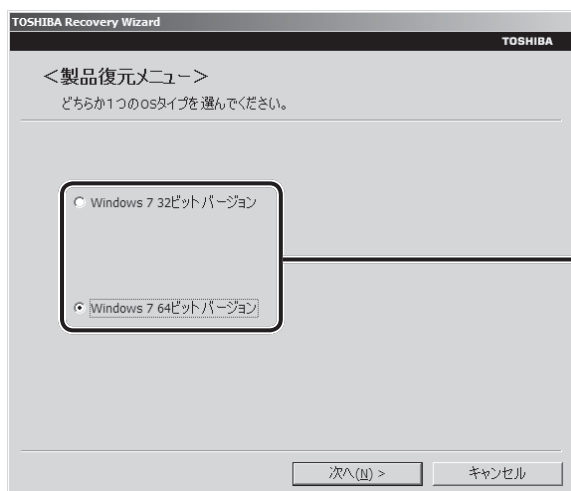 TOSHIBA Recovery Wizard
TOSHIBA
＜製品復元メニュー＞
どちらか1つのOSタイプを選んでください。
Windows 7 32ビットバージョン
Windows 7 64ビットバージョン
次へ(N) >
キャンセル